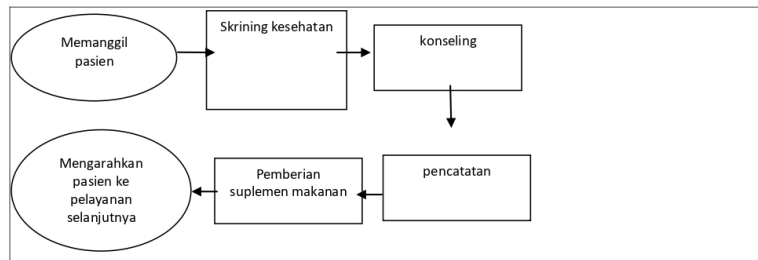 Memanggil
pasien
Skrining kesehatan
konseling
pencatatan
Pemberian
suplemen makanan
Mengarahkan
pasien ke
pelayanan
selanjutnya